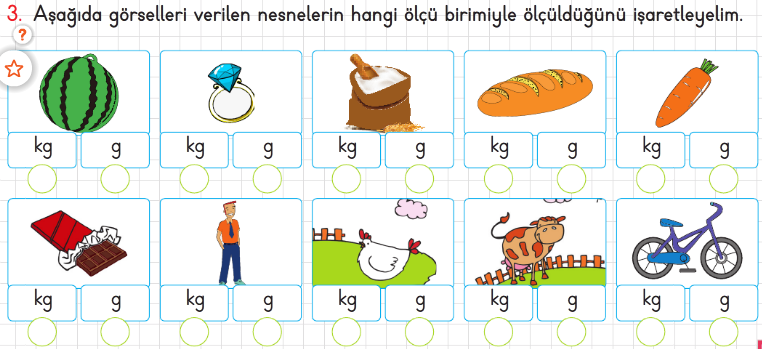 3. Aşağıda görselleri verilen nesnelerin hangi ölçü birimiyle ölçüldüğünü işaretleyelim.
?
kg g kg g kg g kg g kg g
kg g kg g kg g kg g kg g